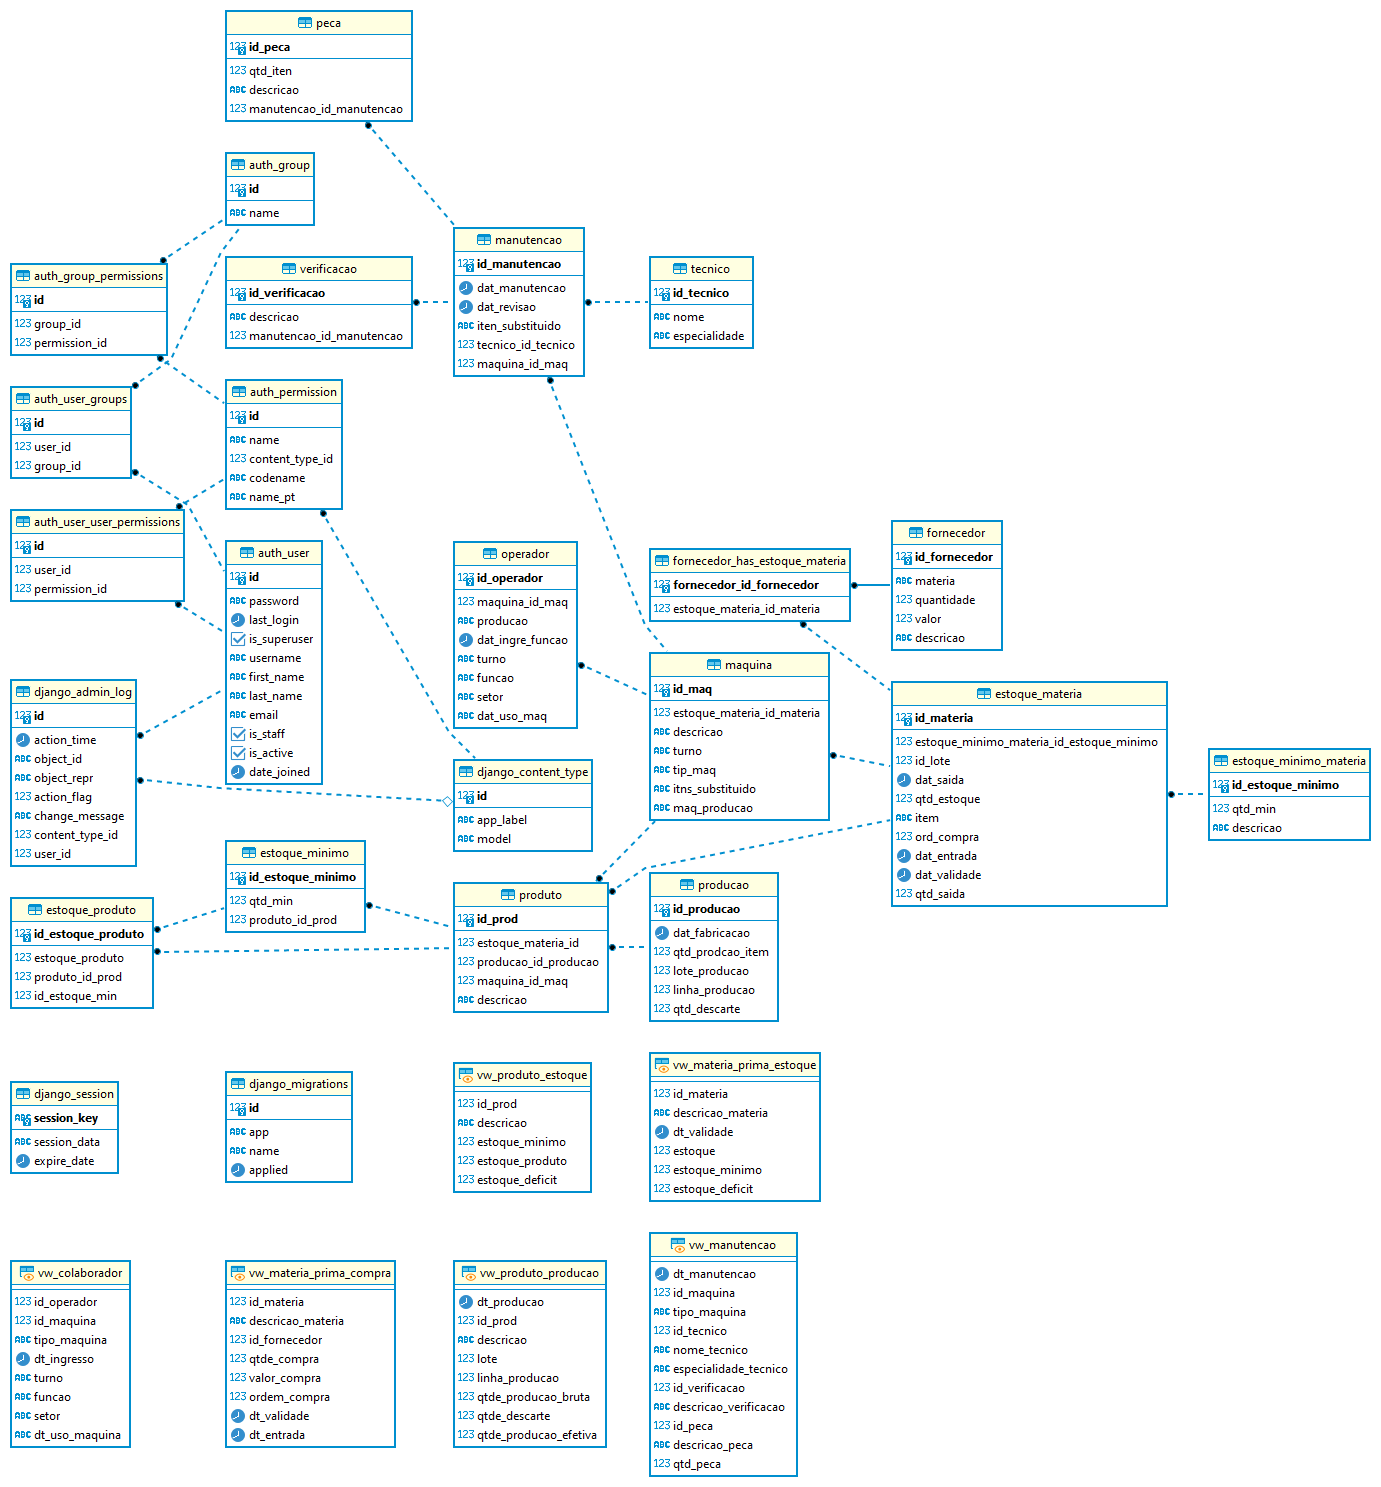 peca
123 id_peca
123 qtd_iten
ABC descricao
123 manutencao_id_manutencao
auth_group
123 id
ABC name
auth_group_permissions
123 id
123 group_id
123 permission_id
verificacao
123 id_verificacao
ABC descricao
123 manutencao_id_manutencao
manutencao
123 id_manutencao
dat_manutencao
dat_revisao
ABC iten_substituido
123 tecnico_id_tecnico
123 maquina_id_maq
tecnico
123 id_tecnico
ABC nome
ABC especialidade
auth_user_groups
123 id
123 user_id
123 group_id
auth_permission
123 id
ABC name
123 content_type_id
ABC codename
ABC name_pt
auth_user_user_permissions
123 id
123 user_id
123 permission_id
auth_user
123 id
ABC password
last_login
is_superuser
ABC username
ABC first_name
ABC last_name
ABC email
is_staff
is_active
date_joined
operador
123 id_operador
123 maquina_id_maq
ABC producao
dat_ingre_funcao
ABC turno
ABC funcao
ABC setor
ABC dat_uso_maq
fornecedor_has_estoque_materia
123 fornecedor_id_fornecedor
123 estoque_materia_id_materia
fornecedor
123 id_fornecedor
ABC materia
123 quantidade
123 valor
ABC descricao
django_admin_log
123 id
action_time
ABC object_id
ABC object_repr
123 action_flag
ABC change_message
123 content_type_id
123 user_id
maquina
123 id_maq
123 estoque_materia_id_materia
ABC descricao
ABC turno
ABC tip_maq
ABC itns_substituido
ABC maq_producao
estoque_materia
123 id_materia
123 estoque_minimo_materia_id_estoque_minimo
123 id_lote
dat_saida
123 qtd_estoque
ABC item
123 ord_compra
dat_entrada
dat_validade
123 qtd_saida
estoque_minimo_materia
123 id_estoque_minimo
123 qtd_min
ABC descricao
django_content_type
123 id
ABC app_label
ABC model
estoque_minimo
123 id_estoque_minimo
123 qtd_min
123 produto_id_prod
estoque_produto
123 id_estoque_produto
123 estoque_produto
123 produto_id_prod
123 id_estoque_min
produto
123 id_prod
123 estoque_materia_id
123 producao_id_producao
123 maquina_id_maq
ABC descricao
producao
123 id_producao
dat_fabricacao
123 qtd_prodcao_item
123 lote_producao
123 linha_producao
123 qtd_descarte
django_session
ABC session_key
ABC session_data
expire_date
django_migrations
123 id
ABC app
ABC name
applied
vw_produto_estoque
123 id_prod
ABC descricao
123 estoque_minimo
123 estoque_produto
123 estoque_deficit
vw_materia_prima_estoque
123 id_materia
ABC descricao_materia
dt_validade
123 estoque
123 estoque_minimo
123 estoque_deficit
vw_colaborador
123 id_operador
123 id_maquina
ABC tipo_maquina
dt_ingresso
ABC turno
ABC funcao
ABC setor
ABC dt_uso_maquina
vw_materia_prima_compra
123 id_materia
ABC descricao_materia
123 id_fornecedor
123 qtde_compra
123 valor_compra
123 ordem_compra
dt_validade
dt_entrada
vw_produto_producao
dt_producao
123 id_prod
ABC descricao
123 lote
123 linha_producao
123 qtde_producao_bruta
123 qtde_descarte
123 qtde_producao_efetiva
vw_manutencao
dt_manutencao
123 id_maquina
ABC tipo_maquina
123 id_tecnico
ABC nome_tecnico
ABC especialidade_tecnico
123 id_verificacao
ABC descricao_verificacao
123 id_peca
ABC descricao_peca
123 qtd_peca